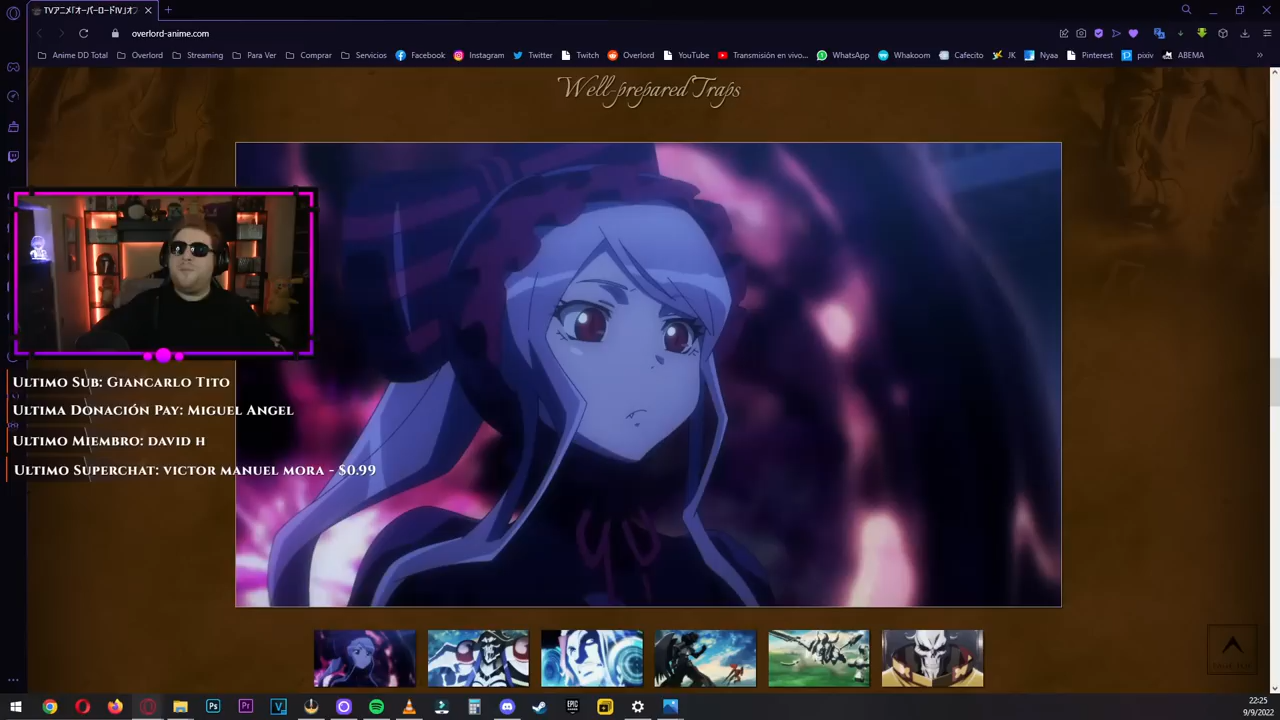 TVアニメ「オーバーロードIV」オフ
overlord-anime.com
Anime DD Total
Overlord
Streaming
Para Ver
Comprar
Servicios
Facebook
Instagram
Twitter
Twitch
Overlord
YouTube
Transmisión en vivo...
WhatsApp
Whakoom
Cafecito
JK
Nyaa
Pinterest
pixiv
ABEMA
Well-prepared Traps
Ultimo Sub: Giancarlo Tito
Ultima Donación Pay: Miguel Angel
Ultimo Miembro: david h
Ultimo Superchat: victor manuel mora - $0.99
PAGE TOP
22:25
9/9/2022